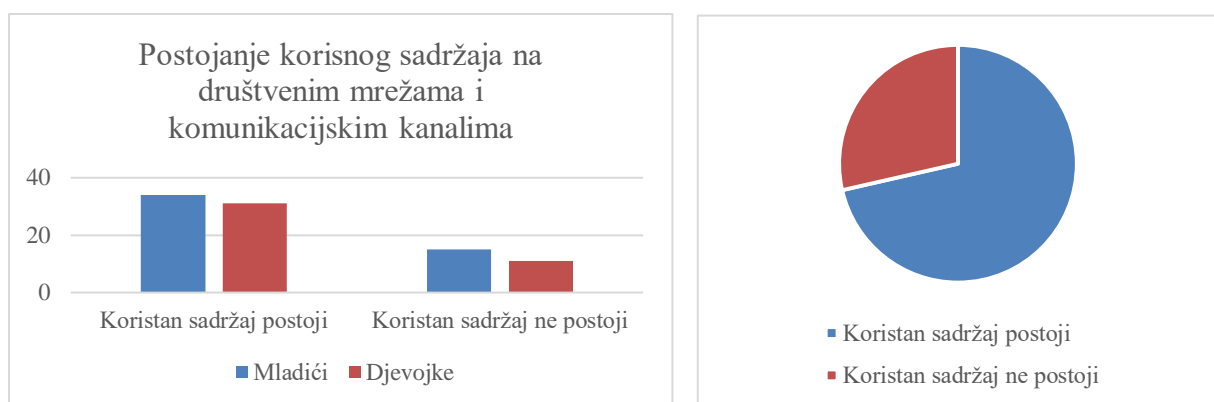 Postojanje korisnog sadržaja na
društvenim mrežama i
komunikacijskim kanalima
40
20
0
Koristan sadržaj postoji
Koristan sadržaj ne postoji
Mladići
Djevojke
Koristan sadržaj postoji
Koristan sadržaj ne postoji